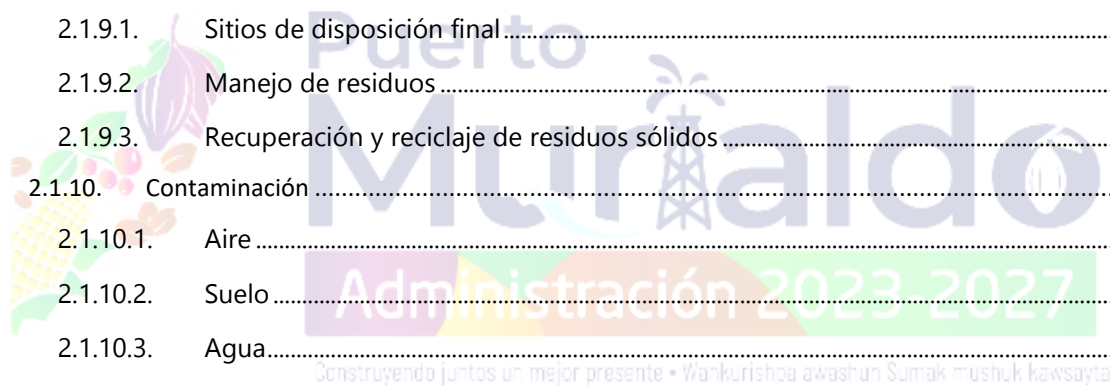 2.1.9.1. Sitios de disposición final
Puerto
2.1.9.2. Manejo de residuos
2.1.9.3. Recuperación y reciclaje de residuos sólidos
Murialdo
2.1.10. Contaminación
2.1.10.1. Aire
2.1.10.2. Suelo
Administración 2023-2027
2.1.10.3. Agua
Construyendo juntos un mejor presente • Wankurishpa awashun Sumak mushuk kawsayta